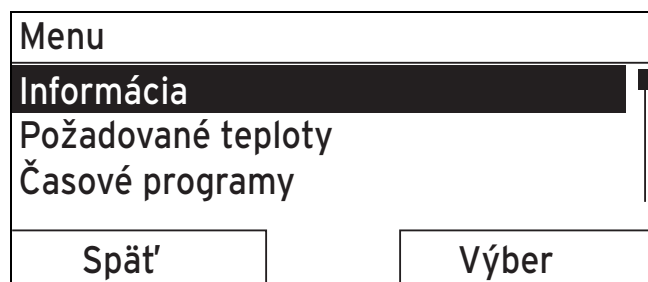 Menu
Informácia
Požadované teploty
Časové programy
Späť Výber